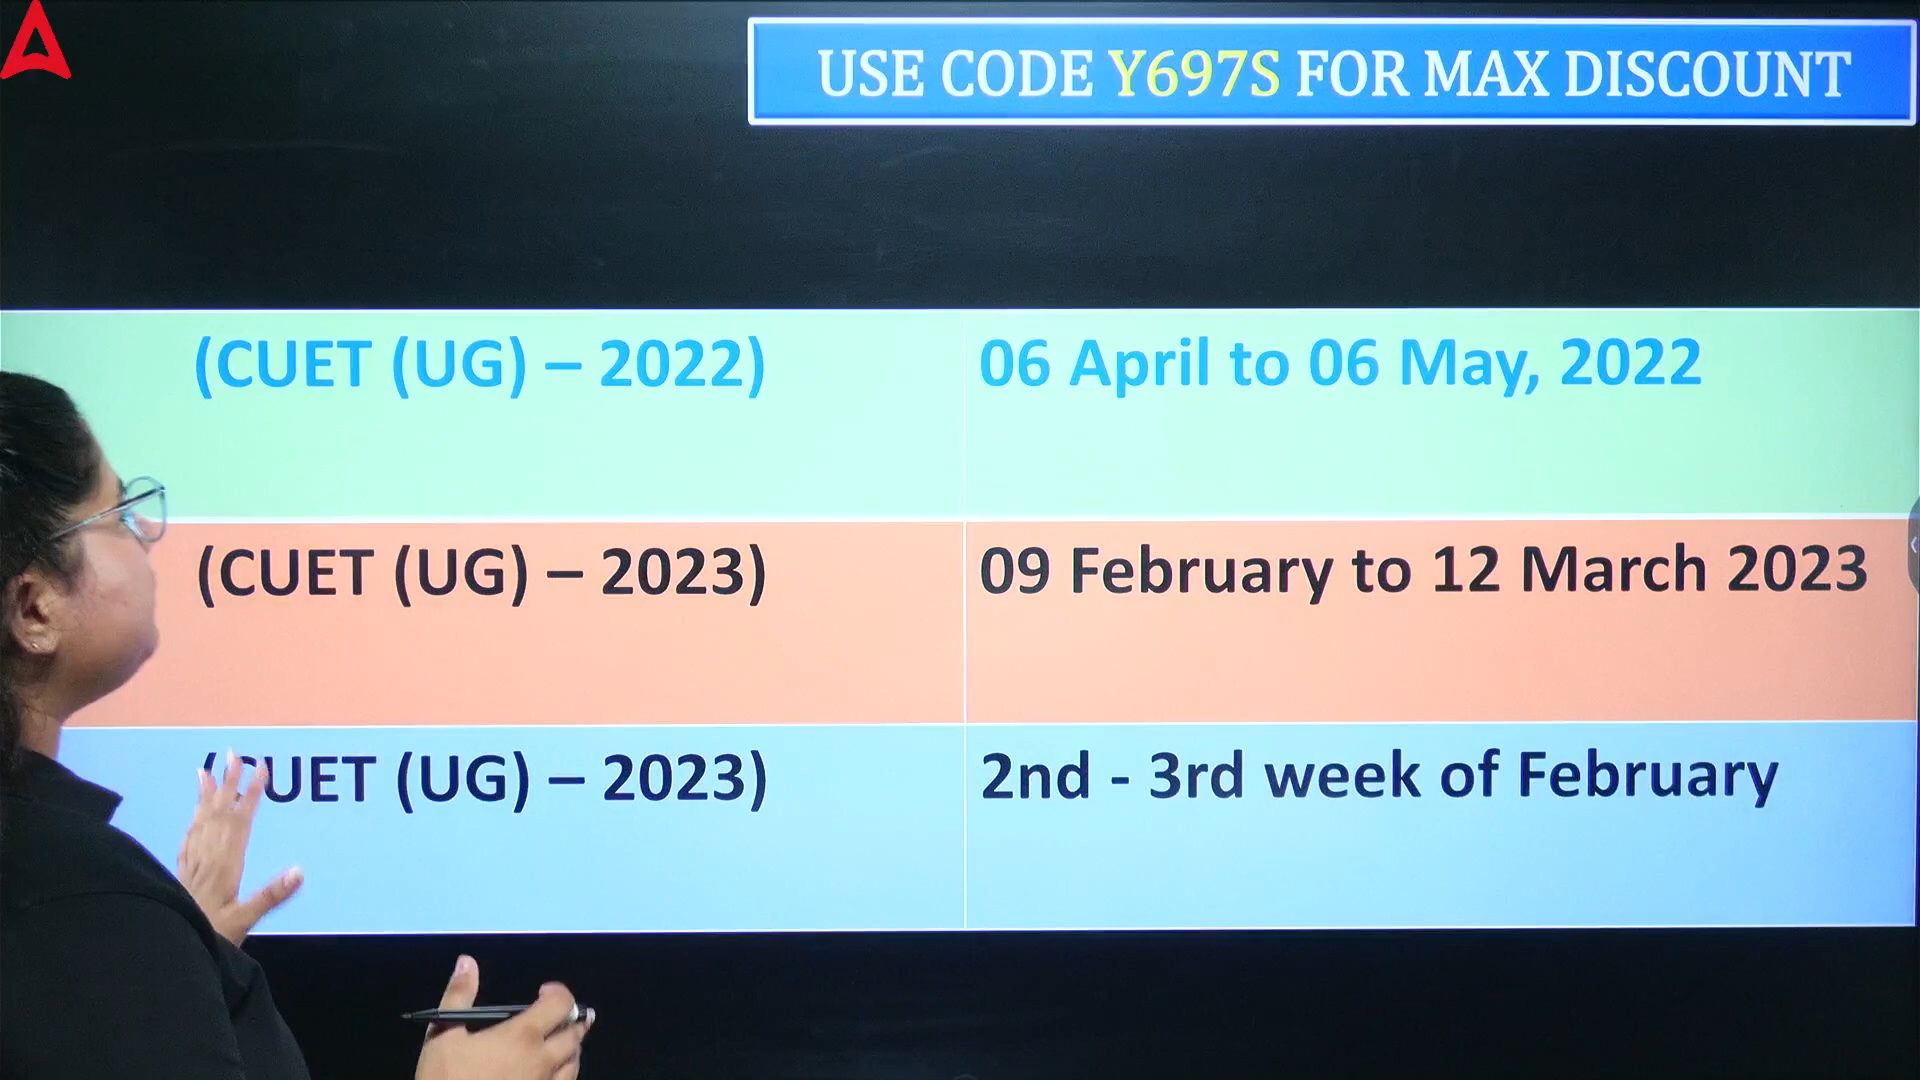 USE CODE Y697S FOR MAX DISCOUNT
(CUET (UG) – 2022) 06 April to 06 May, 2022
(CUET (UG) – 2023) 09 February to 12 March 2023
(CUET (UG) – 2023) 2nd - 3rd week of February